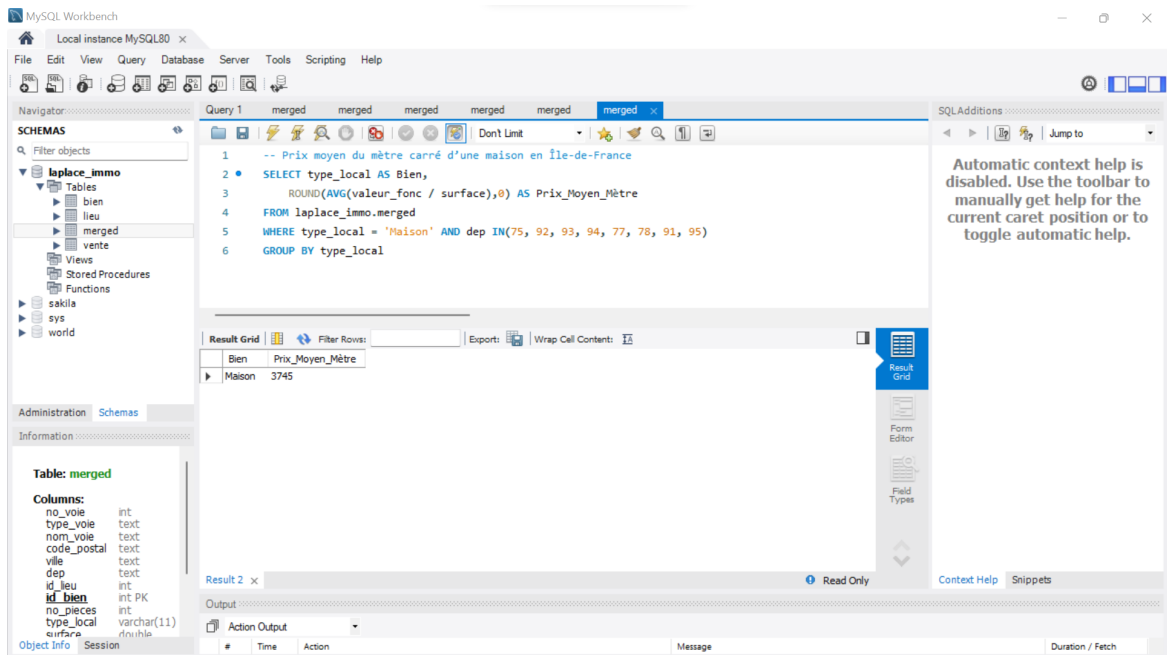 MySQL Workbench
Local instance MySQL80
File Edit View Query Database Server Tools Scripting Help
Navigator
SCHEMAS
Filter objects
laplace_immo
Tables
bien
lieu
merged
vente
Views
Stored Procedures
Functions
sakila
sys
world
Administration Schemas
Information
Table: merged
Columns:
no_voie int
type_voie text
nom_voie text
code_postal text
ville text
dep text
id_lieu int
id_bien int PK
no_pieces int
type_local varchar(11)
surface double
Object Info Session
Query 1 merged merged merged merged merged merged
Don't Limit
1 -- Prix moyen du mètre carré d’une maison en Île-de-France
2 SELECT type_local AS Bien,
3 ROUND(AVG(valeur_fonc / surface),0) AS Prix_Moyen_Mètre
4 FROM laplace_immo.merged
5 WHERE type_local = 'Maison' AND dep IN(75, 92, 93, 94, 77, 78, 91, 95)
6 GROUP BY type_local
Result Grid Filter Rows: Export: Wrap Cell Content:
Bien Prix_Moyen_Mètre
Maison 3745
Result
Grid
Form
Editor
Field
Types
Result 2 Read Only
Output
Action Output
# Time Action Message Duration / Fetch
SQLAdditions
Jump to
Automatic context help is
disabled. Use the toolbar to
manually get help for the
current caret position or to
toggle automatic help.
Context Help Snippets